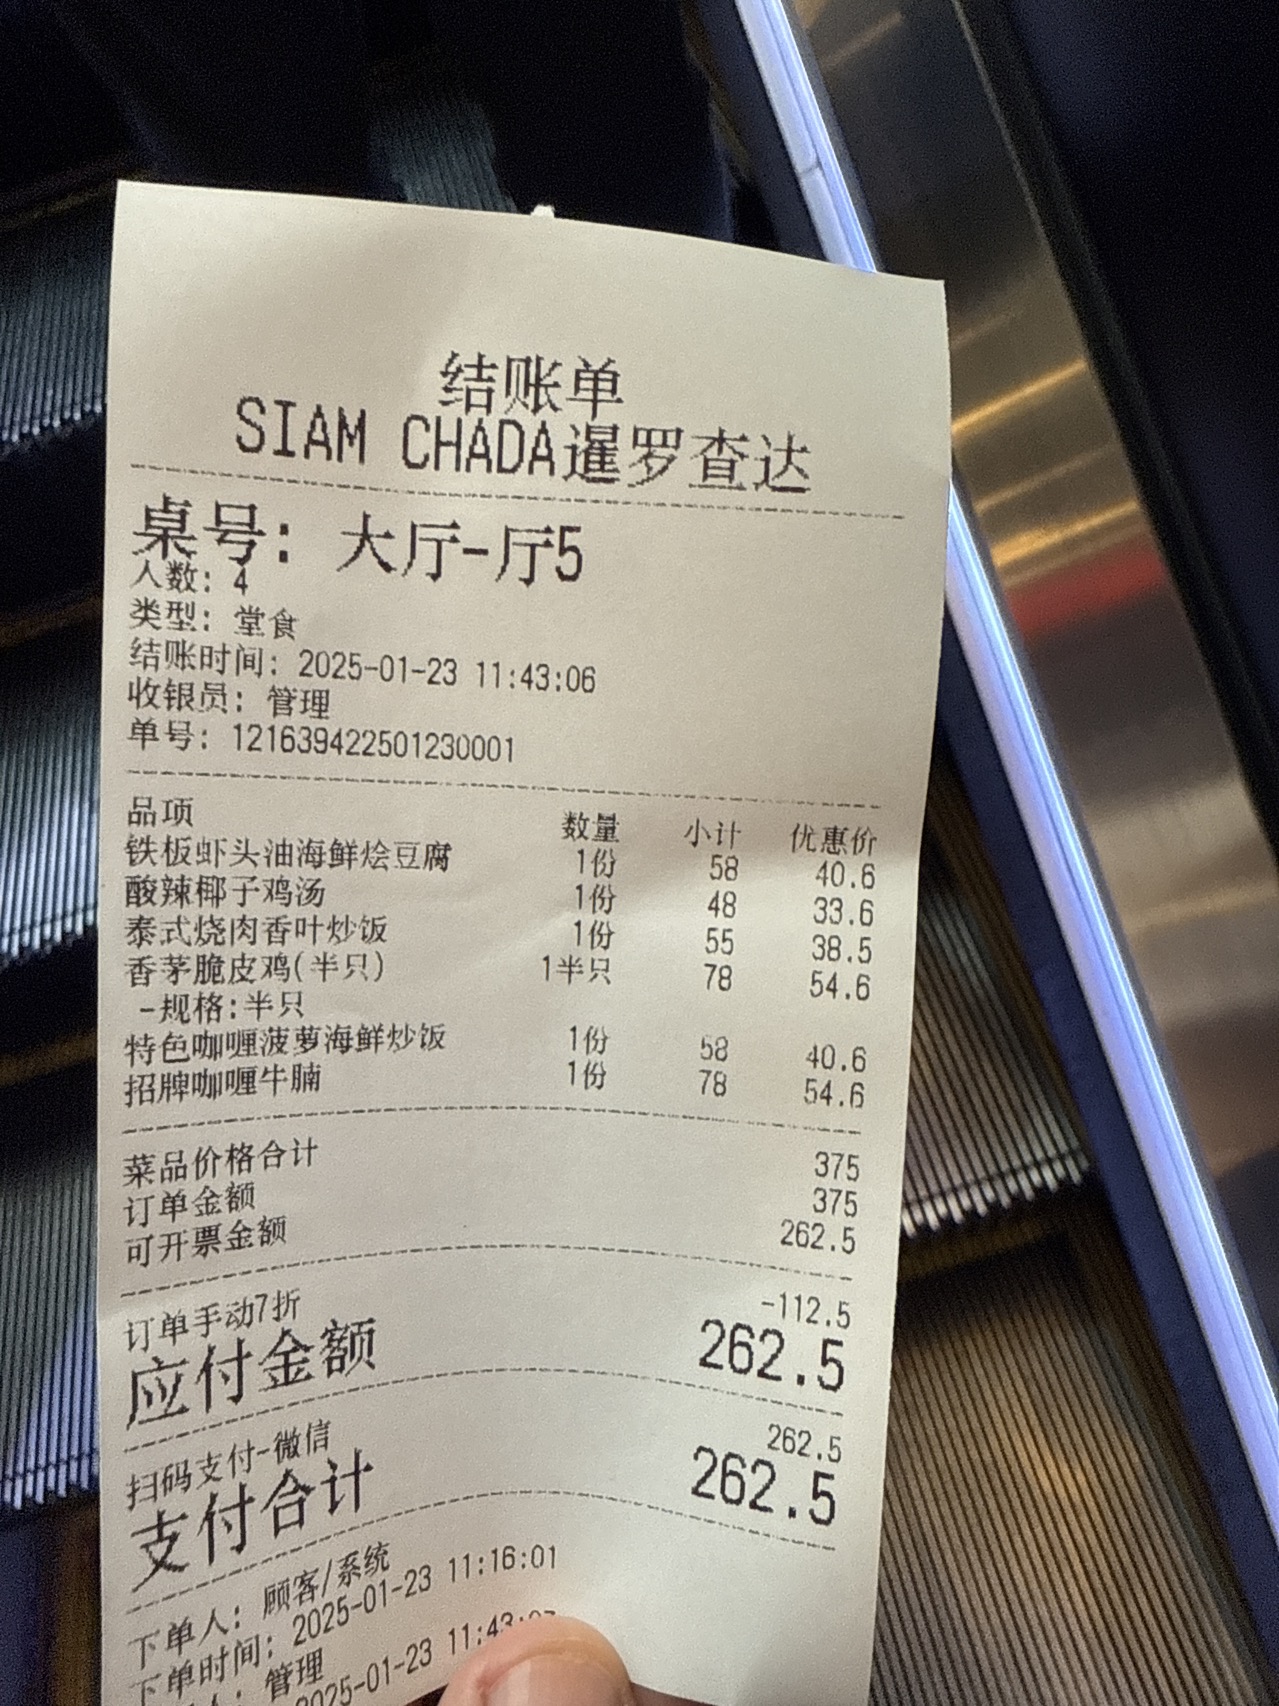 结账单
SIAM CHADA暹罗查达
桌号: 大厅-厅5
人数: 4
类型: 堂食
结账时间: 2025-01-23 11:43:06
收银员: 管理
单号: 121639422501230001
品项 数量 小计 优惠价
铁板虾头油海鲜烩豆腐 1份 58 40.6
酸辣椰子鸡汤 1份 48 33.6
泰式烧肉香叶炒饭 1份 55 38.5
香茅脆皮鸡(半只) 1半只 78 54.6
-规格:半只
特色咖喱菠萝海鲜炒饭 1份 58 40.6
招牌咖喱牛腩 1份 78 54.6
菜品价格合计 375
订单金额 375
可开票金额 262.5
订单手动7折 -112.5
应付金额 262.5
扫码支付-微信 262.5
支付合计 262.5
下单人: 顾客/系统
下单时间: 2025-01-23 11:16:01
人: 管理
2025-01-23 11:43:07